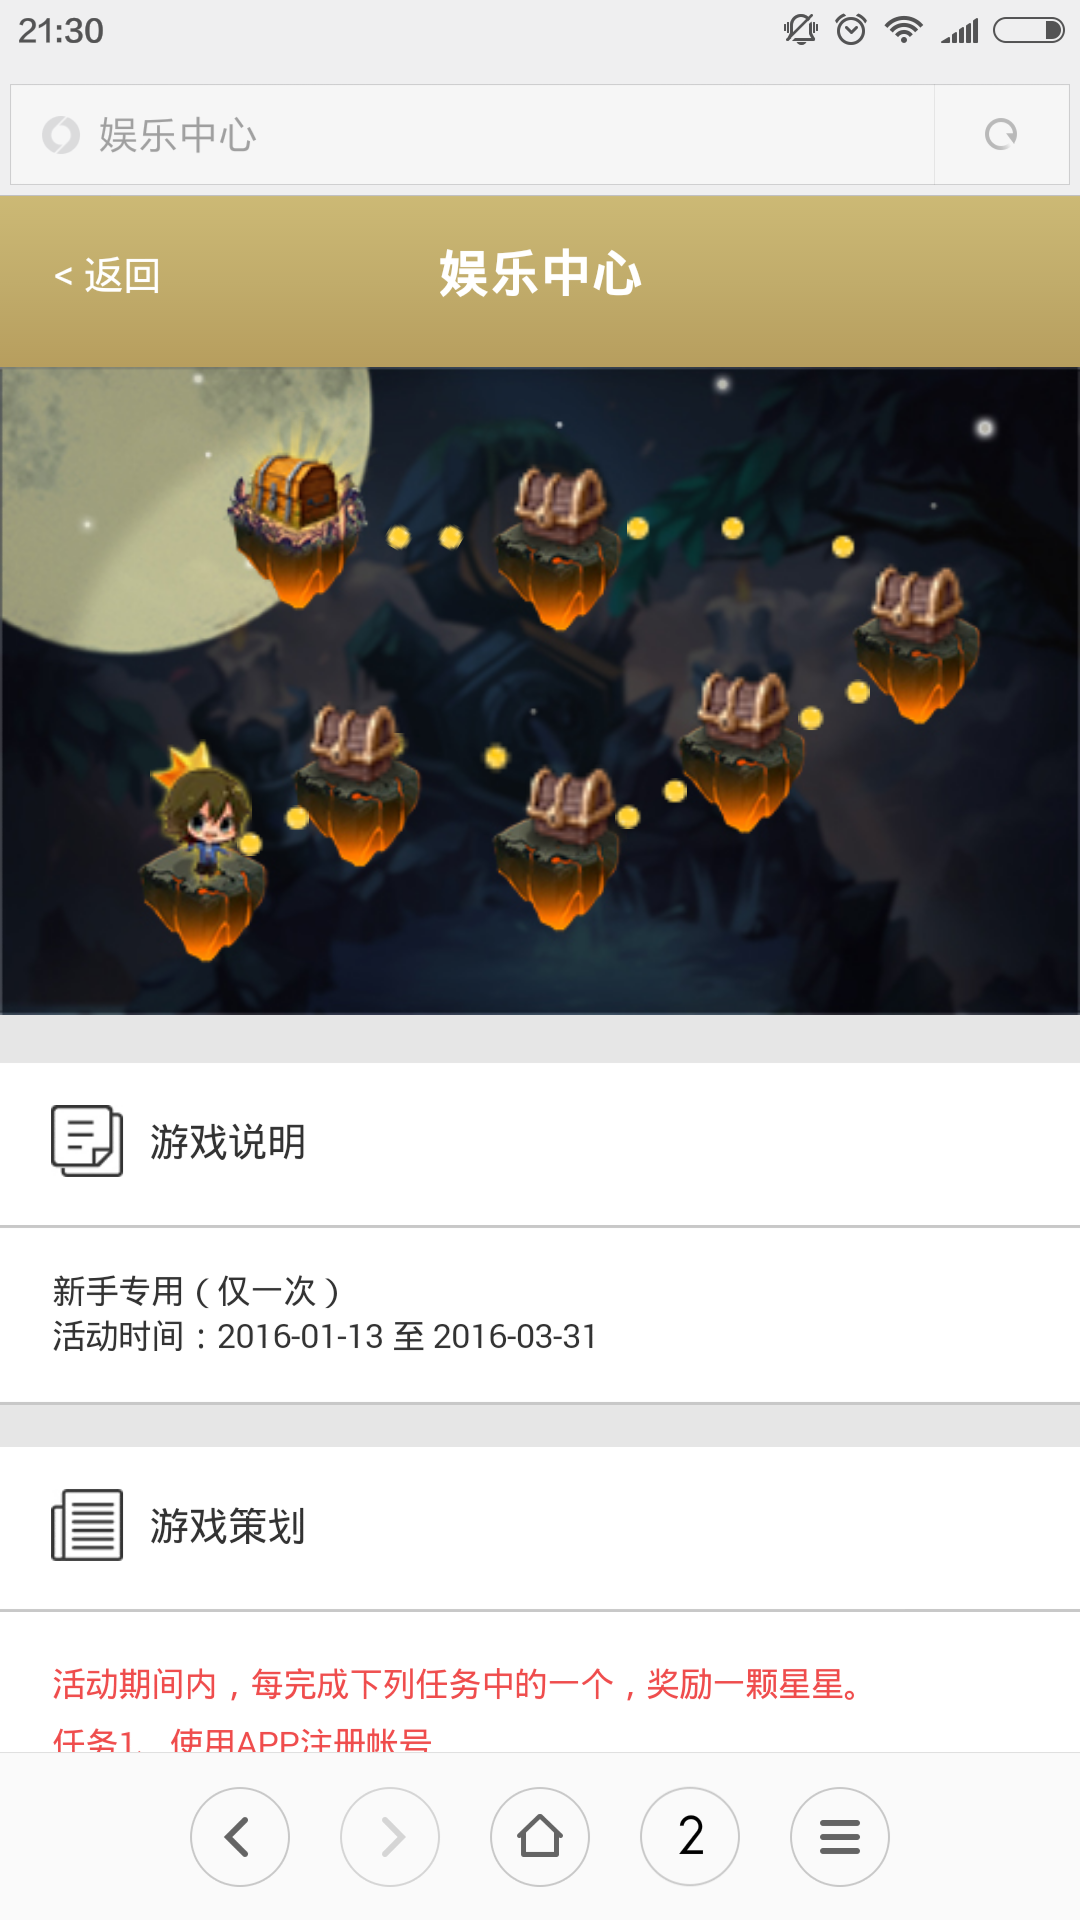 21:30
娱乐中心
< 返回
娱乐中心
游戏说明
新手专用（仅一次）
活动时间：2016-01-13 至 2016-03-31
游戏策划
活动期间内，每完成下列任务中的一个，奖励一颗星星。
任务1、使用APP注册帐号
2